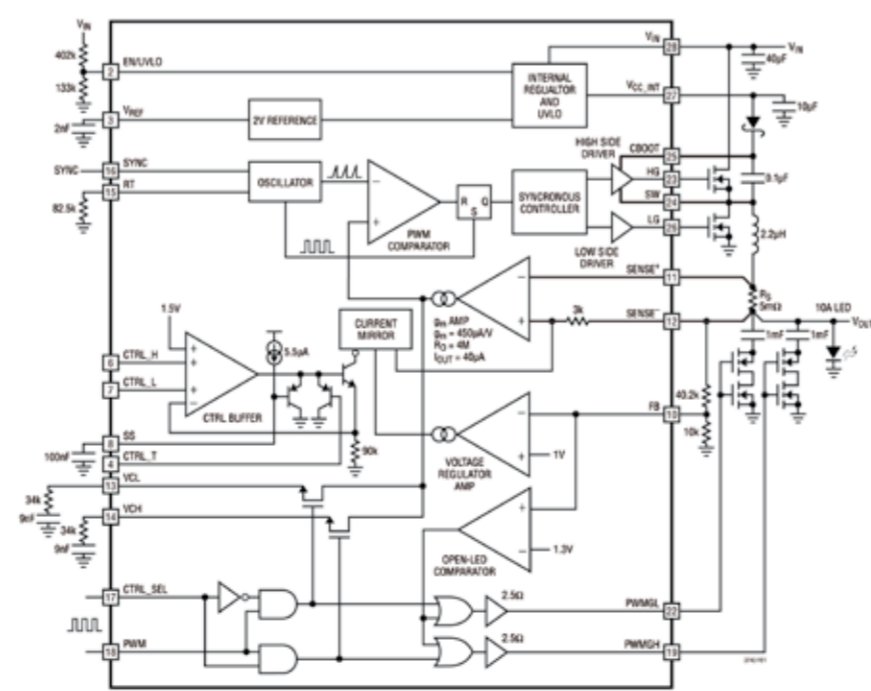 VIN
402k
133k
2
EN/UVLO
3
VREF
2nF
2V REFERENCE
INTERNAL
REGUALTOR
AND
UVLO
VIN
28
VIN
40µF
VCC_INT
27
10µF
SYNC
16
SYNC
15
RT
82.5k
OSCILLATOR
PWM
COMPARATOR
R
S
Q
SYNCRONOUS
CONTROLLER
HIGH SIDE
DRIVER
LOW SIDE
DRIVER
CBOOT
25
HG
23
SW
24
LG
26
0.1µF
2.2µH
SENSE+
11
RS
5mΩ
SENSE–
12
10A LED
VOUT
1mF
1mF
3k
gm AMP
gm = 450µA/V
RO = 4M
IOUT = 40µA
CURRENT
MIRROR
1.5V
5.5µA
6
CTRL_H
7
CTRL_L
CTRL BUFFER
8
SS
100nF
4
CTRL_T
90k
VOLTAGE
REGULATOR
AMP
1V
FB
10
40.2k
10k
13
VCL
34k
9nF
14
VCH
34k
9nF
OPEN-LED
COMPARATOR
1.3V
17
CTRL_SEL
18
PWM
2.5Ω
PWMGL
22
2.5Ω
PWMGH
19